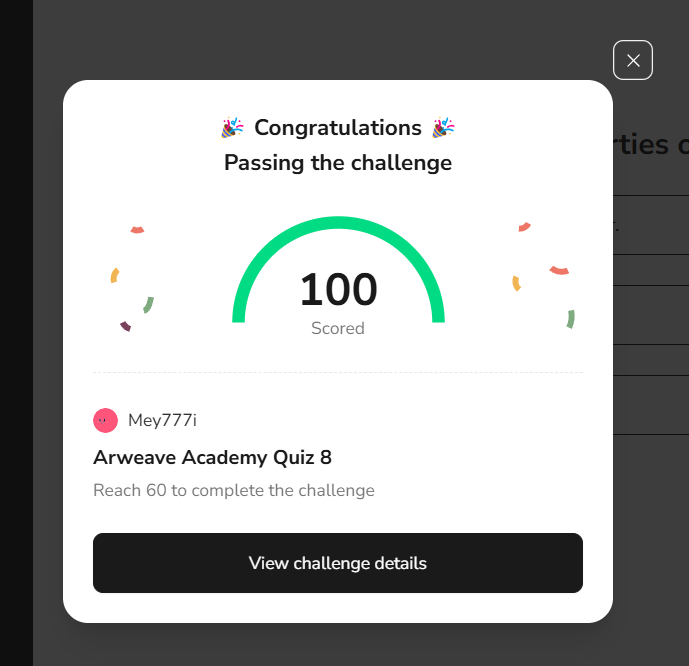 🎉 Congratulations 🎉
Passing the challenge
100
Scored
Mey777i
Arweave Academy Quiz 8
Reach 60 to complete the challenge
View challenge details